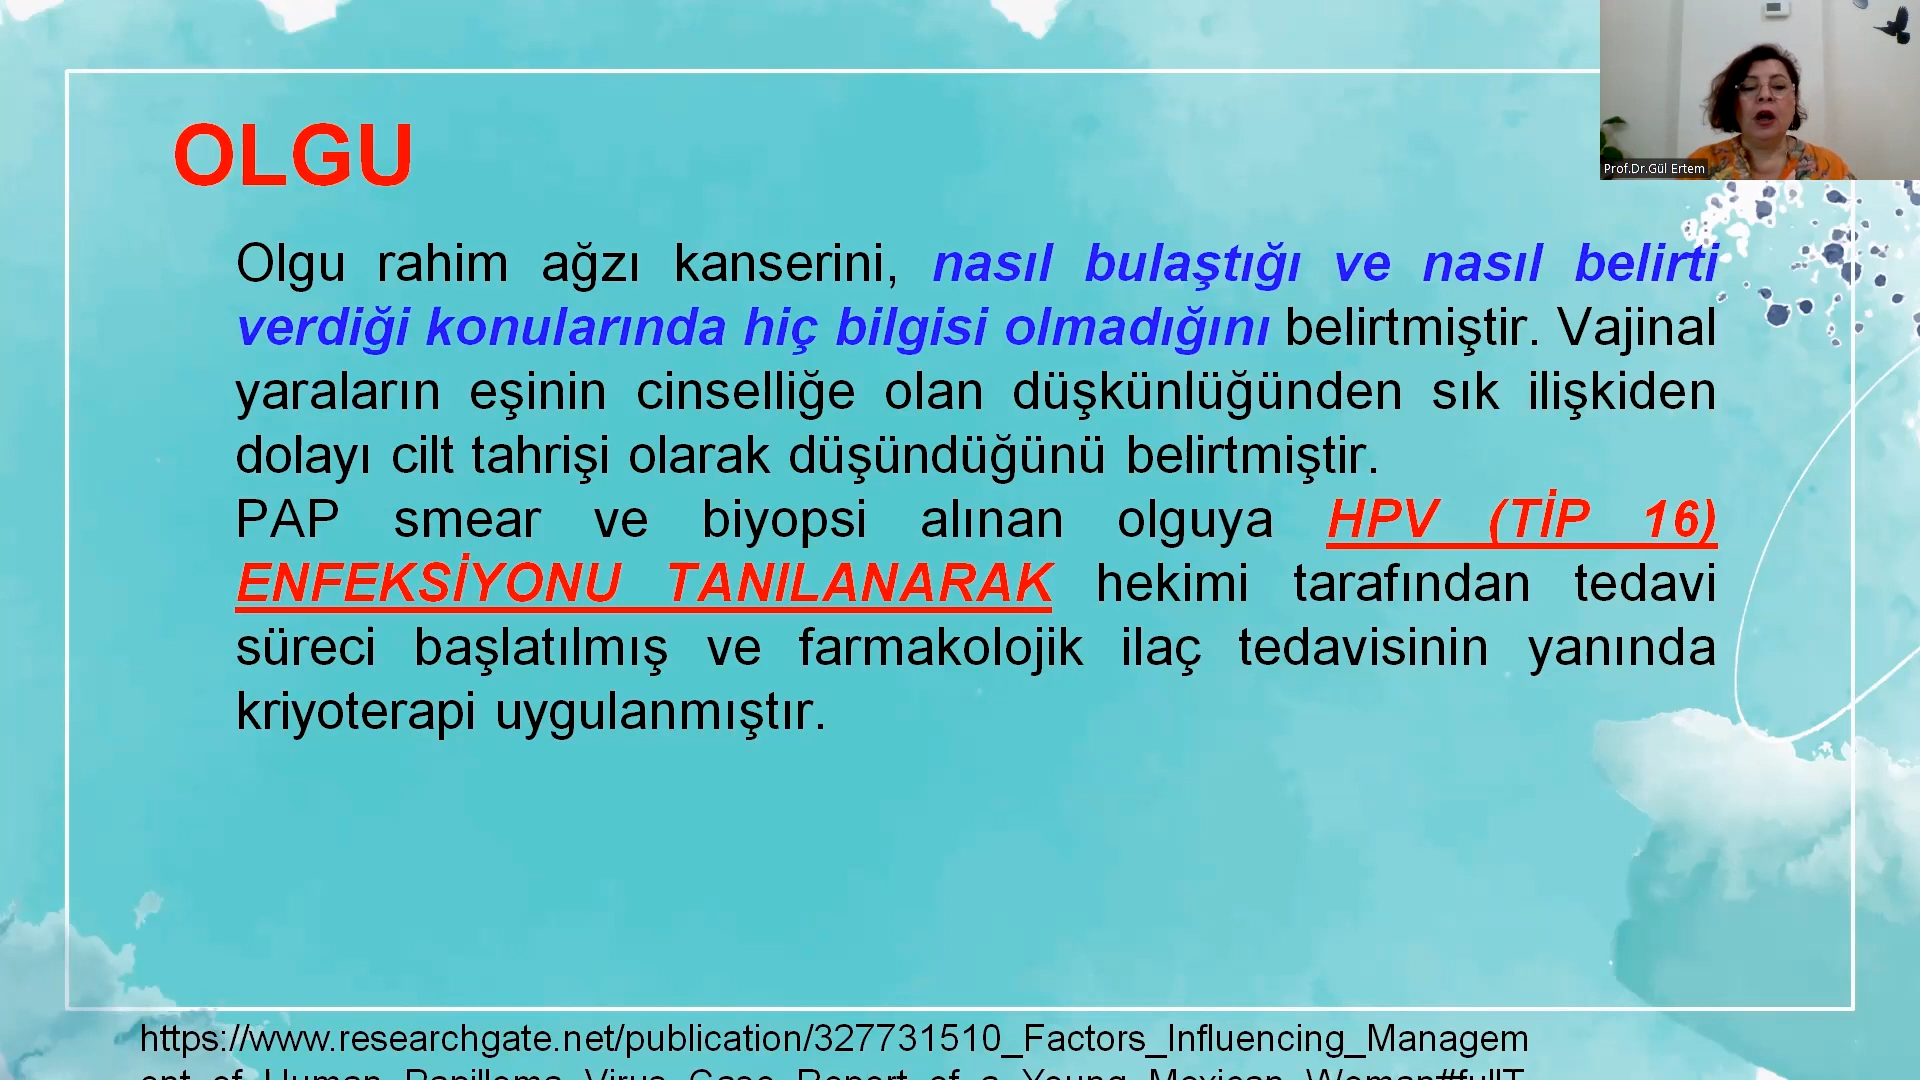 OLGU
Prof.Dr.Gül Ertem
Olgu rahim ağzı kanserini, nasıl bulaştığı ve nasıl belirti
verdiği konularında hiç bilgisi olmadığını belirtmiştir. Vajinal
yaraların eşinin cinselliğe olan düşkünlüğünden sık ilişkiden
dolayı cilt tahrişi olarak düşündüğünü belirtmiştir.
PAP smear ve biyopsi alınan olguya HPV (TİP 16)
ENFEKSİYONU TANILANARAK hekimi tarafından tedavi
süreci başlatılmış ve farmakolojik ilaç tedavisinin yanında
kriyoterapi uygulanmıştır.
https://www.researchgate.net/publication/327731510_Factors_Influencing_Managem
ent_of_Human_Papilloma_Virus_Case_Report_of_a_Young_Mexican_Woman#fullT